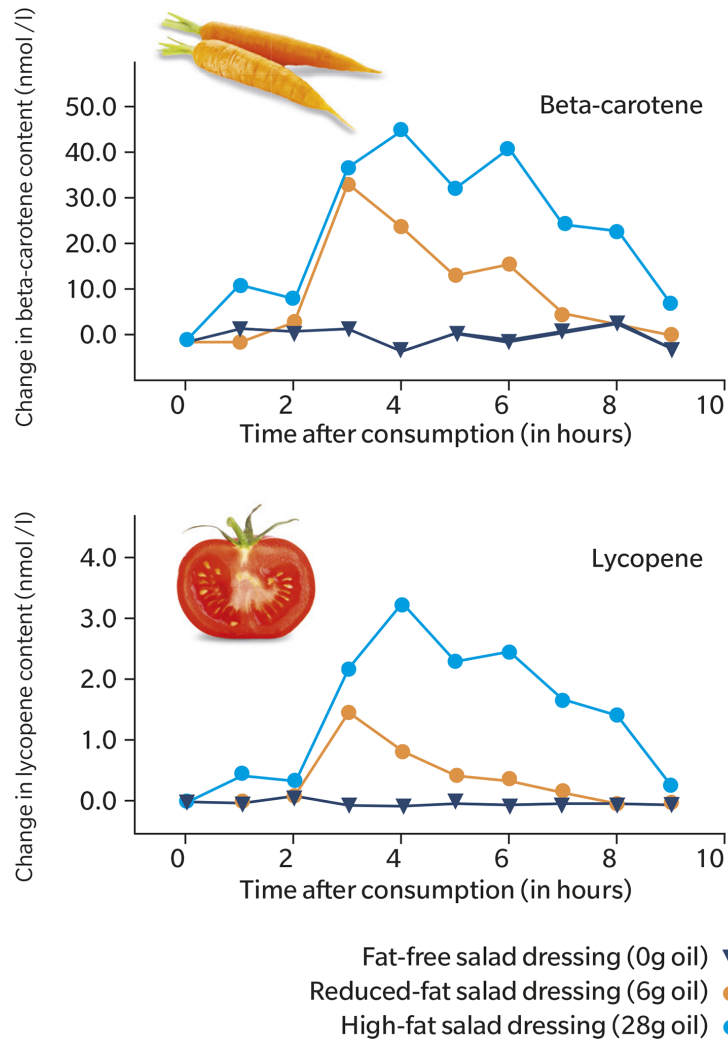 Change in beta-carotene content (nmol /l)
Beta-carotene
50.0
40.0
30.0
20.0
10.0
0.0
0 2 4 6 8 10
Time after consumption (in hours)
Change in lycopene content (nmol /l)
Lycopene
4.0
3.0
2.0
1.0
0.0
0 2 4 6 8 10
Time after consumption (in hours)
Fat-free salad dressing (0g oil)
Reduced-fat salad dressing (6g oil)
High-fat salad dressing (28g oil)